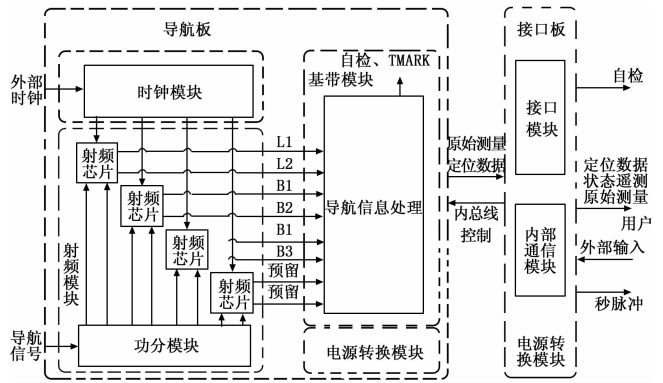 导航板
接口板
外部
时钟
时钟模块
自检、TMARK
基带模块
接口
模块
自检
射频
芯片
射频
芯片
射频
芯片
射频
芯片
L1
L2
B1
B2
B1
B3
预留
预留
导航信息处理
原始测量
定位数据
内总线
控制
内部
通信
模块
定位数据
状态遥测
原始测量
用户
外部输入
秒脉冲
射频模块
导航
信号
功分模块
电源转换模块
电源转
换模块